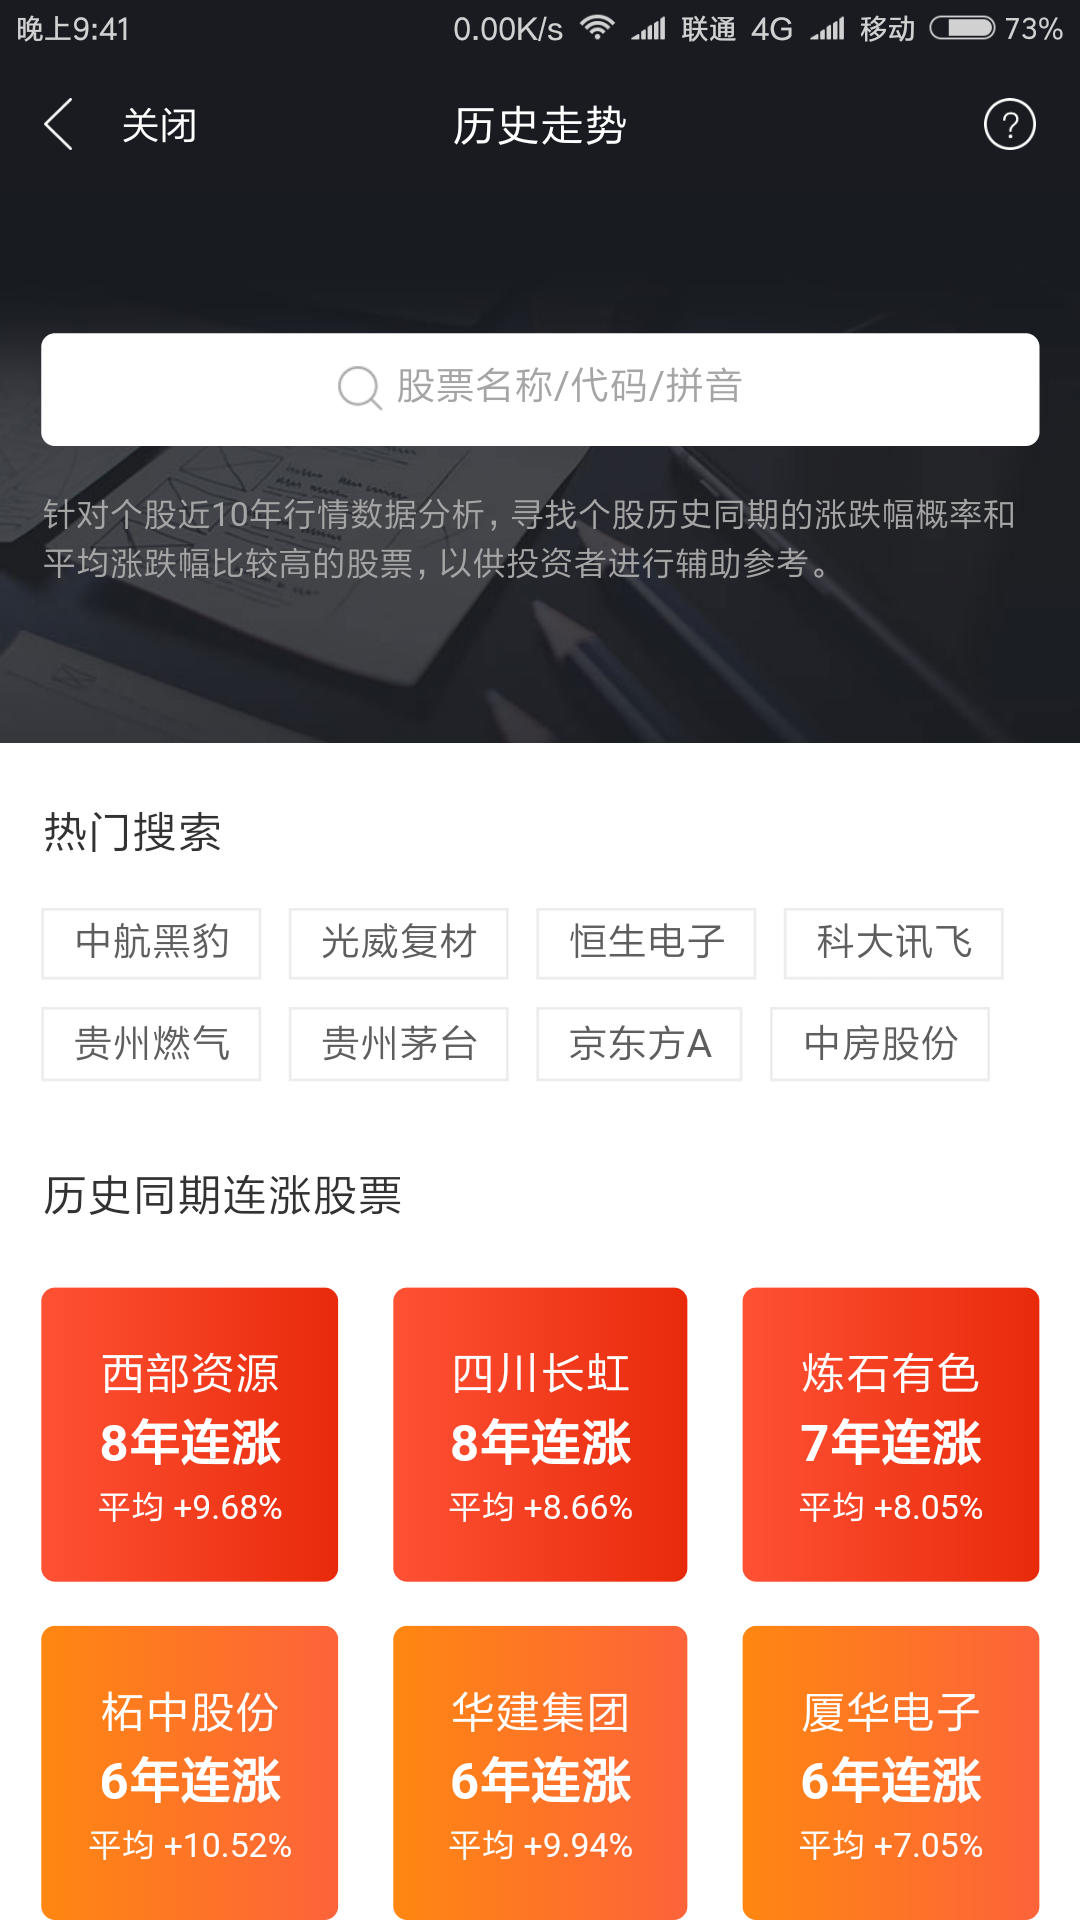 晚上9:41 0.00K/s 联通 4G 移动 73%
关闭 历史走势 ?
股票名称/代码/拼音
针对个股近10年行情数据分析，寻找个股历史同期的涨跌幅概率和
平均涨跌幅比较高的股票，以供投资者进行辅助参考。
热门搜索
中航黑豹 光威复材 恒生电子 科大讯飞
贵州燃气 贵州茅台 京东方A 中房股份
历史同期连涨股票
西部资源 四川长虹 炼石有色
8年连涨 8年连涨 7年连涨
平均 +9.68% 平均 +8.66% 平均 +8.05%
柘中股份 华建集团 厦华电子
6年连涨 6年连涨 6年连涨
平均 +10.52% 平均 +9.94% 平均 +7.05%